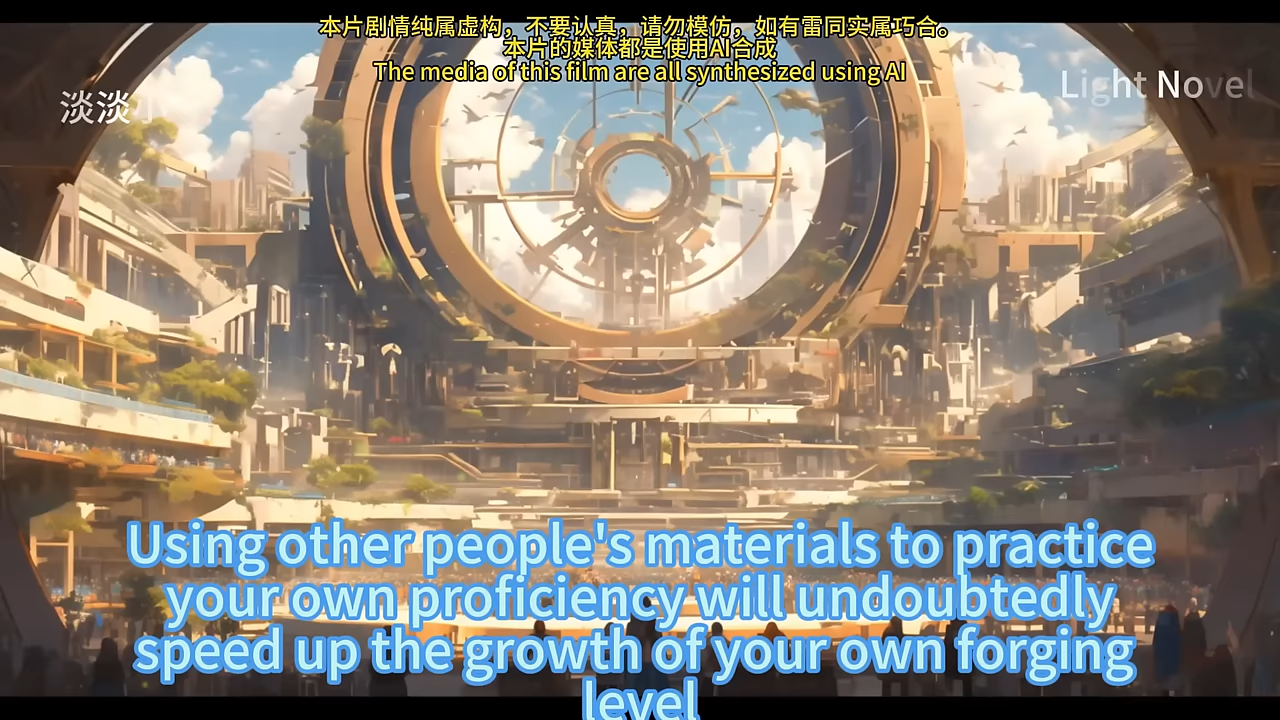 本片剧情纯属虚构，不要认真，请勿模仿，如有雷同实属巧合。
本片的媒体都是使用AI合成
The media of this film are all synthesized using AI
淡淡
Light Novel
Using other people's materials to practice
your own proficiency will undoubtedly
speed up the growth of your own forging
level